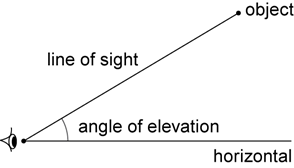 object
line of sight
angle of elevation
horizontal